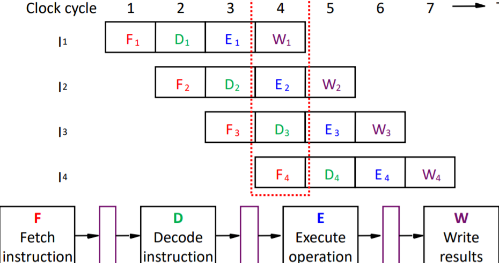 Clock cycle 1 2 3 4 5 6 7
I1 F1 D1 E1 W1
I2 F2 D2 E2 W2
I3 F3 D3 E3 W3
I4 F4 D4 E4 W4
F D E W
Fetch Decode Execute Write
instruction instruction operation results